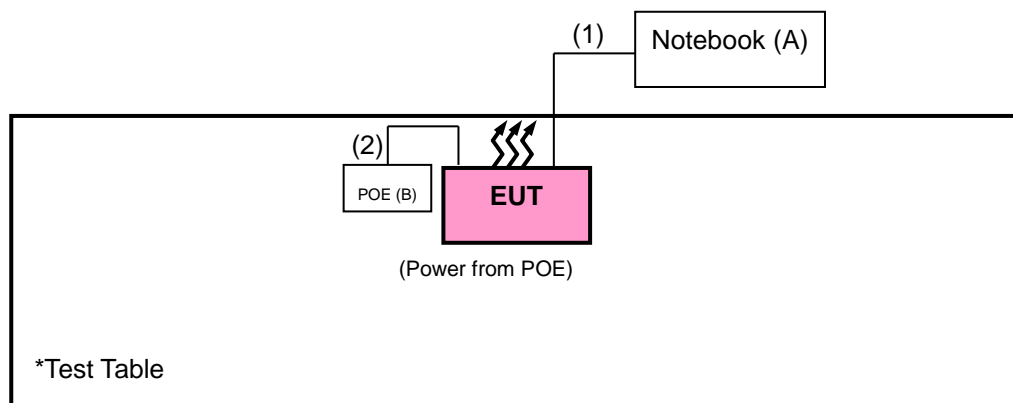 (1)
Notebook (A)
(2)
POE (B)
EUT
(Power from POE)
*Test Table